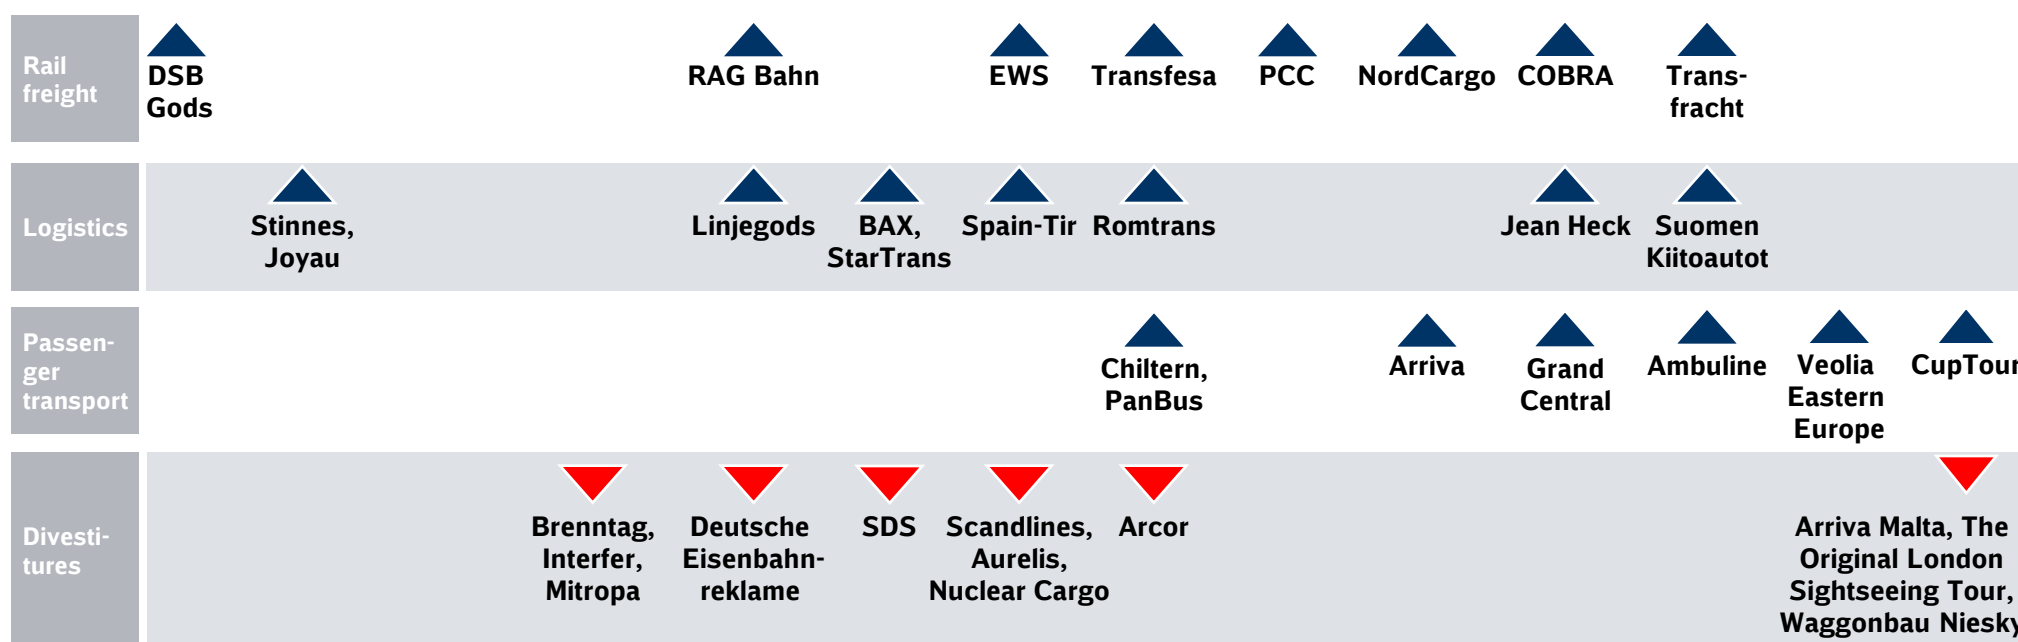 Rail
freight
DSB
Gods
RAG Bahn
EWS
Transfesa
PCC
NordCargo
COBRA
Trans-
fracht
Logistics
Stinnes,
Joyau
Linjegods
BAX,
StarTrans
Spain-Tir
Romtrans
Jean Heck
Suomen
Kiitoautot
Passen-
ger
transport
Chiltern,
PanBus
Arriva
Grand
Central
Ambuline
Veolia
Eastern
Europe
CupTour
Divesti-
tures
Brenntag,
Interfer,
Mitropa
Deutsche
Eisenbahn-
reklame
SDS
Scandlines,
Aurelis,
Nuclear Cargo
Arcor
Arriva Malta, The
Original London
Sightseeing Tour,
Waggonbau Niesky